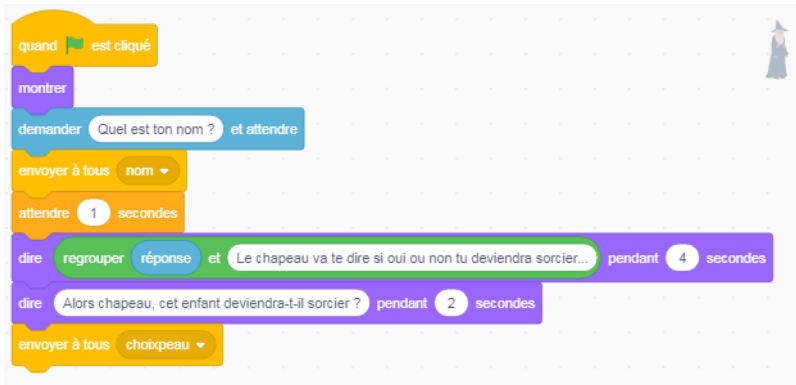 quand est cliqué
montrer
demander Quel est ton nom ? et attendre
envoyer à tous nom
attendre 1 secondes
dire regrouper réponse et Le chapeau va te dire si oui ou non tu deviendra sorcier... pendant 4 secondes
dire Alors chapeau, cet enfant deviendra-t-il sorcier ? pendant 2 secondes
envoyer à tous choixpeau